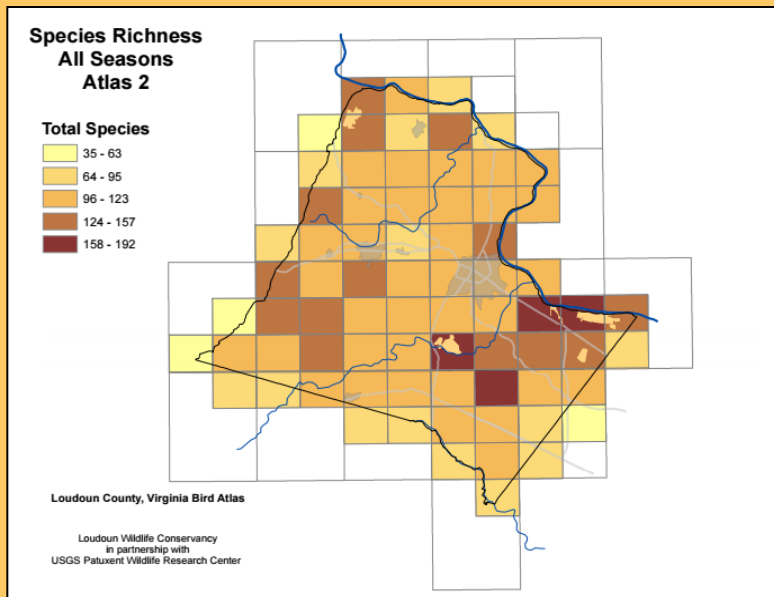 Species Richness
All Seasons
Atlas 2
Total Species
35 - 63
64 - 95
96 - 123
124 - 157
158 - 192
Loudoun County, Virginia Bird Atlas
Loudoun Wildlife Conservancy
in partnership with
USGS Patuxent Wildlife Research Center